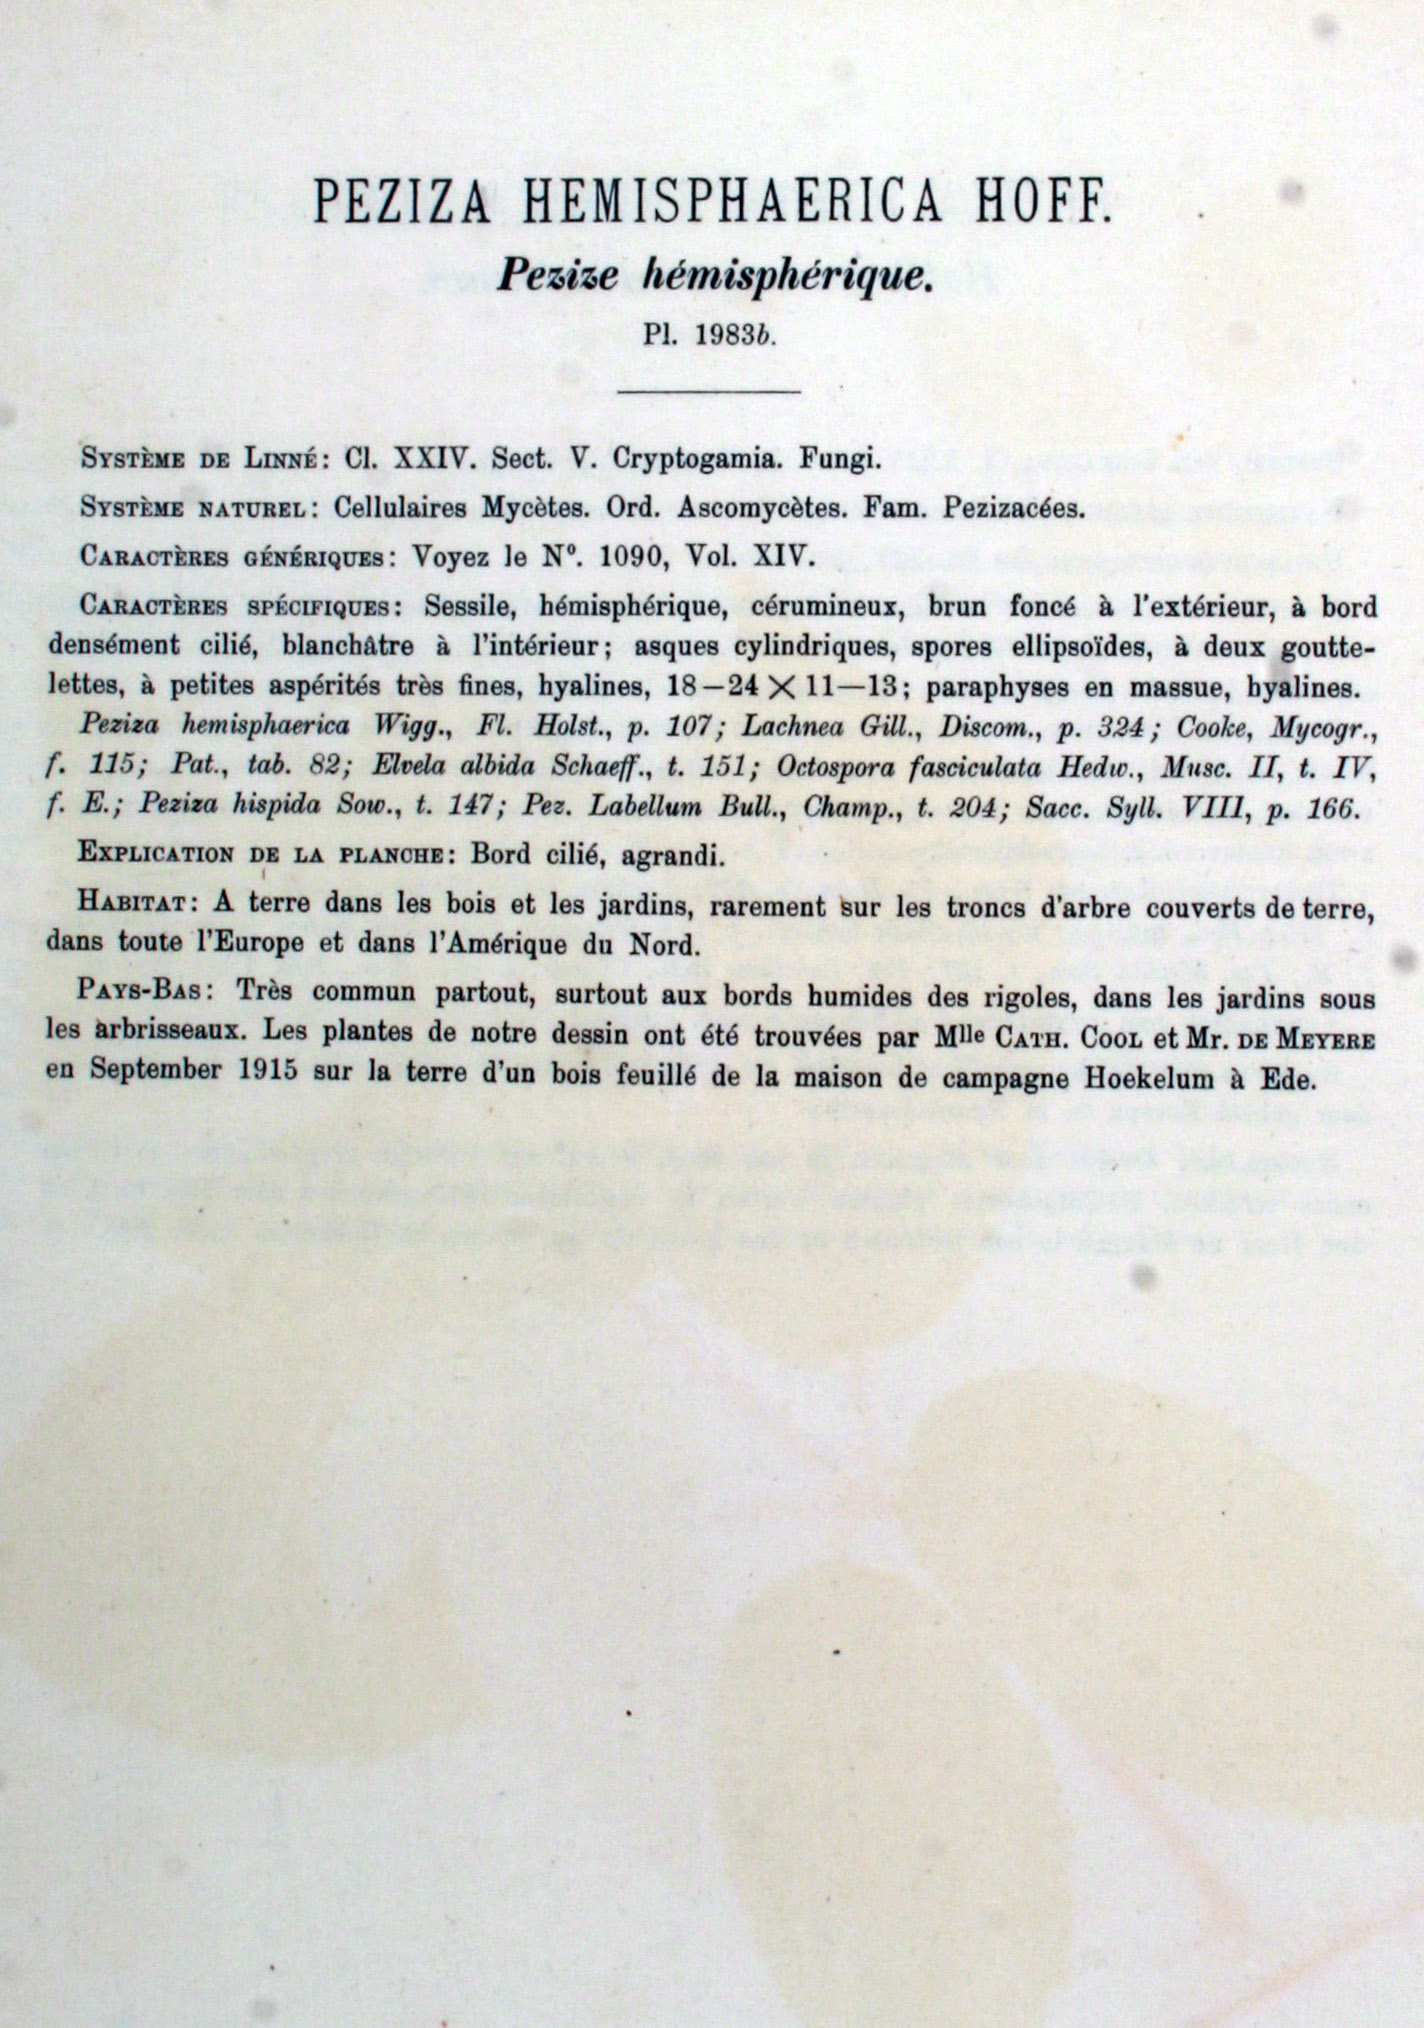 PEZIZA HEMISPHAERICA HOFF.
Pezize hémisphérique.
Pl. 1983b.
Système de Linné: Cl. XXIV. Sect. V. Cryptogamia. Fungi.
Système naturel: Cellulaires Mycètes. Ord. Ascomycètes. Fam. Pezizacées.
Caractères génériques: Voyez le Nº. 1090, Vol. XIV.
Caractères spécifiques: Sessile, hémisphérique, cérumineux, brun foncé à l'extérieur, à bord
densément cilié, blanchâtre à l'intérieur; asques cylindriques, spores ellipsoïdes, à deux goutte-
lettes, à petites aspérités très fines, hyalines, 18—24 × 11—13; paraphyses en massue, hyalines.
Peziza hemisphaerica Wigg., Fl. Holst., p. 107; Lachnea Gill., Discom., p. 324; Cooke, Mycogr.,
f. 115; Pat., tab. 82; Elvela albida Schaeff., t. 151; Octospora fasciculata Hedw., Musc. II, t. IV,
f. E.; Peziza hispida Sow., t. 147; Pez. Labellum Bull., Champ., t. 204; Sacc. Syll. VIII, p. 166.
Explication de la planche: Bord cilié, agrandi.
Habitat: A terre dans les bois et les jardins, rarement sur les troncs d'arbre couverts de terre,
dans toute l'Europe et dans l'Amérique du Nord.
Pays-Bas: Très commun partout, surtout aux bords humides des rigoles, dans les jardins sous
les arbrisseaux. Les plantes de notre dessin ont été trouvées par Mlle Cath. Cool et Mr. de Meyere
en September 1915 sur la terre d'un bois feuillé de la maison de campagne Hoekelum à Ede.